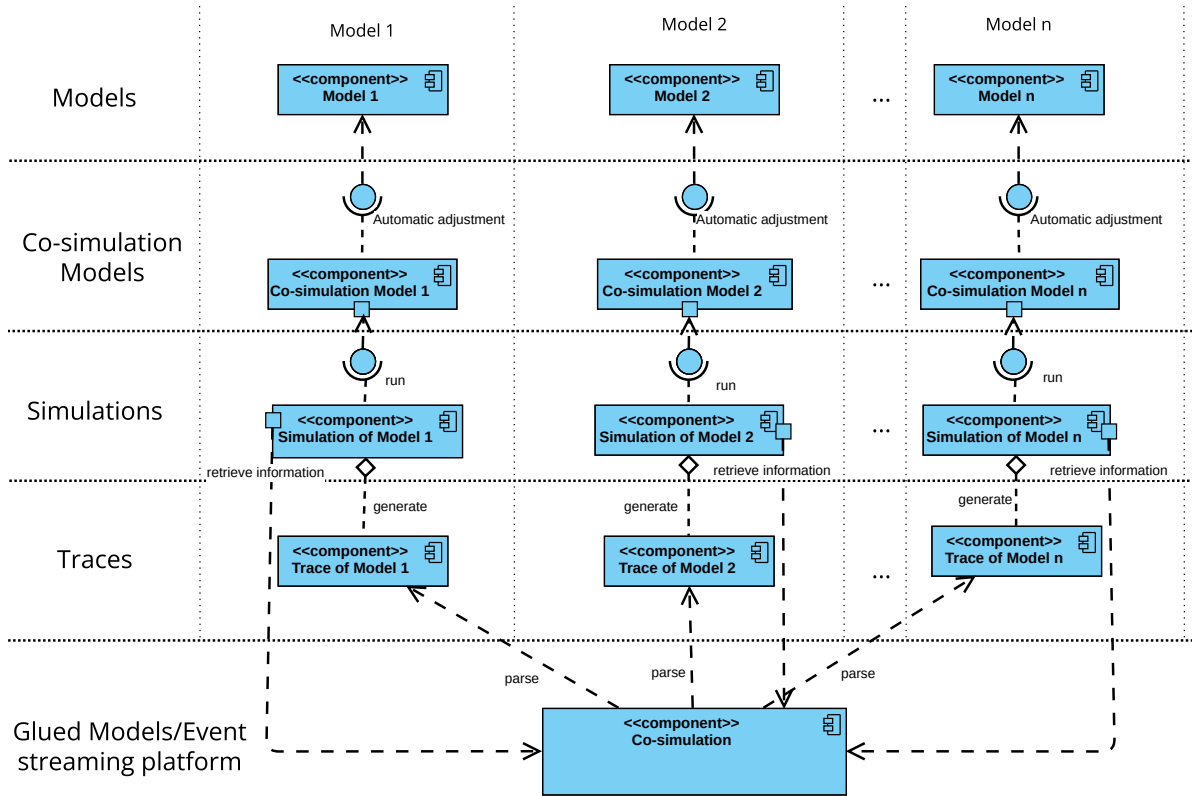 Model 1
Model 2
Model n
Models
<<component>>
Model 1
<<component>>
Model 2
...
<<component>>
Model n
Automatic adjustment
Automatic adjustment
Automatic adjustment
Co-simulation
Models
<<component>>
Co-simulation Model 1
<<component>>
Co-simulation Model 2
...
<<component>>
Co-simulation Model n
run
run
run
Simulations
<<component>>
Simulation of Model 1
<<component>>
Simulation of Model 2
...
<<component>>
Simulation of Model n
retrieve information
retrieve information
retrieve information
generate
generate
generate
Traces
<<component>>
Trace of Model 1
<<component>>
Trace of Model 2
...
<<component>>
Trace of Model n
parse
parse
parse
Glued Models/Event
streaming platform
<<component>>
Co-simulation